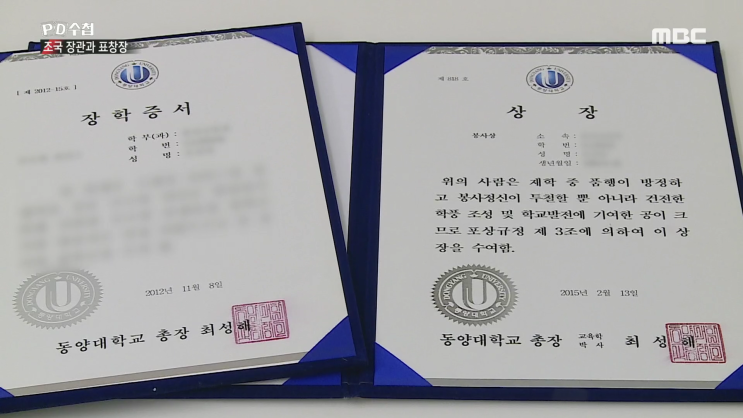 PD수첩
조국 장관과 표창장
MBC
[ 제 2012-15호 ]
장 학 증 서
학 부(과) :
학 번 :
성 명 :
2012년 11월 8일
동양대학교 총장 최성해
상 장
봉사상
소 속 :
학 번 :
성 명 :
생년월일 :
위의 사람은 재학 중 품행이 방정하
고 봉사정신이 투철할 뿐 아니라 건전한
학풍 조성 및 학교발전에 기여한 공이 크
므로 포상규정 제 3조에 의하여 이 상
장을 수여함.
DONGYANG UNIVERSITY
동양대학교
2015년 2월 13일
동양대학교 총장 교육학 박사 최 성 해